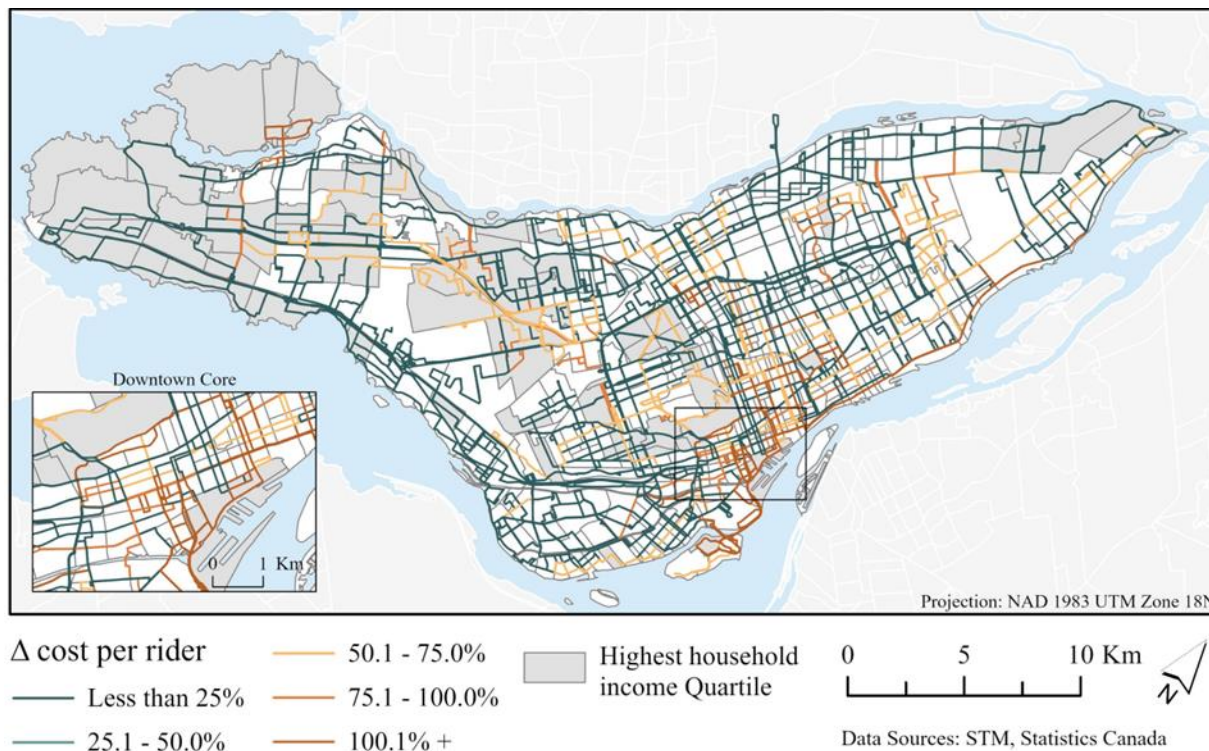 Downtown Core
0 1 Km
Projection: NAD 1983 UTM Zone 18N
Δ cost per rider
Less than 25%
25.1 - 50.0%
50.1 - 75.0%
75.1 - 100.0%
100.1% +
Highest household
income Quartile
0 5 10 Km
N
Data Sources: STM, Statistics Canada